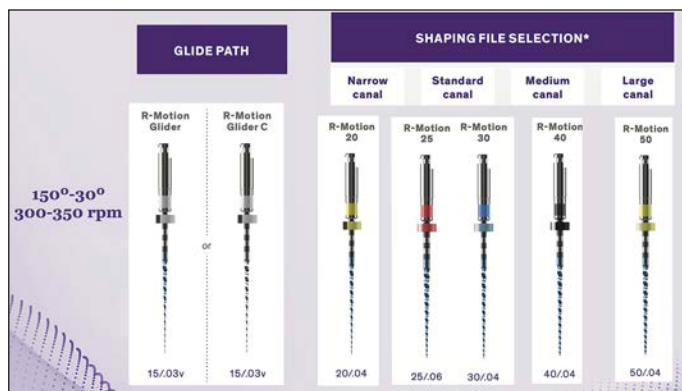 GLIDE PATH
SHAPING FILE SELECTION*
Narrow canal
Standard canal
Medium canal
Large canal
R-Motion Glider
R-Motion Glider C
R-Motion 20
R-Motion 25
R-Motion 30
R-Motion 40
R-Motion 50
150º-30º
300-350 rpm
or
15/.03v
15/.03v
20/.04
25/.06
30/.04
40/.04
50/.04